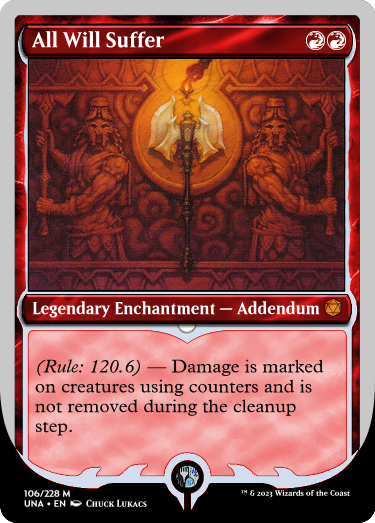 All Will Suffer
Legendary Enchantment — Addendum
(Rule: 120.6) — Damage is marked
on creatures using counters and is
not removed during the cleanup
step.
106/228 M
UNA • EN Chuck Lukacs
™ & 2023 Wizards of the Coast